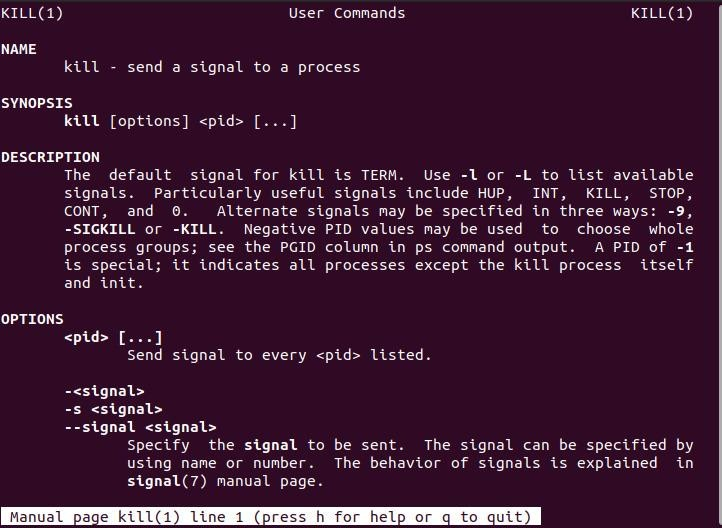 KILL(1)                          User Commands                         KILL(1)
NAME
kill - send a signal to a process
SYNOPSIS
kill [options] <pid> [...]
DESCRIPTION
The  default  signal for kill is TERM.  Use -l or -L to list available
signals.  Particularly useful signals include HUP,  INT,  KILL,  STOP,
CONT,  and  0.   Alternate signals may be specified in three ways: -9,
-SIGKILL or -KILL.  Negative PID values may be used  to  choose  whole
process groups; see the PGID column in ps command output.  A PID of -1
is special; it indicates all processes except the kill process  itself
and init.
OPTIONS
<pid> [...]
Send signal to every <pid> listed.
-<signal>
-s <signal>
--signal <signal>
Specify  the signal to be sent.  The signal can be specified by
using name or number.  The behavior of signals is explained  in
signal(7) manual page.
Manual page kill(1) line 1 (press h for help or q to quit)